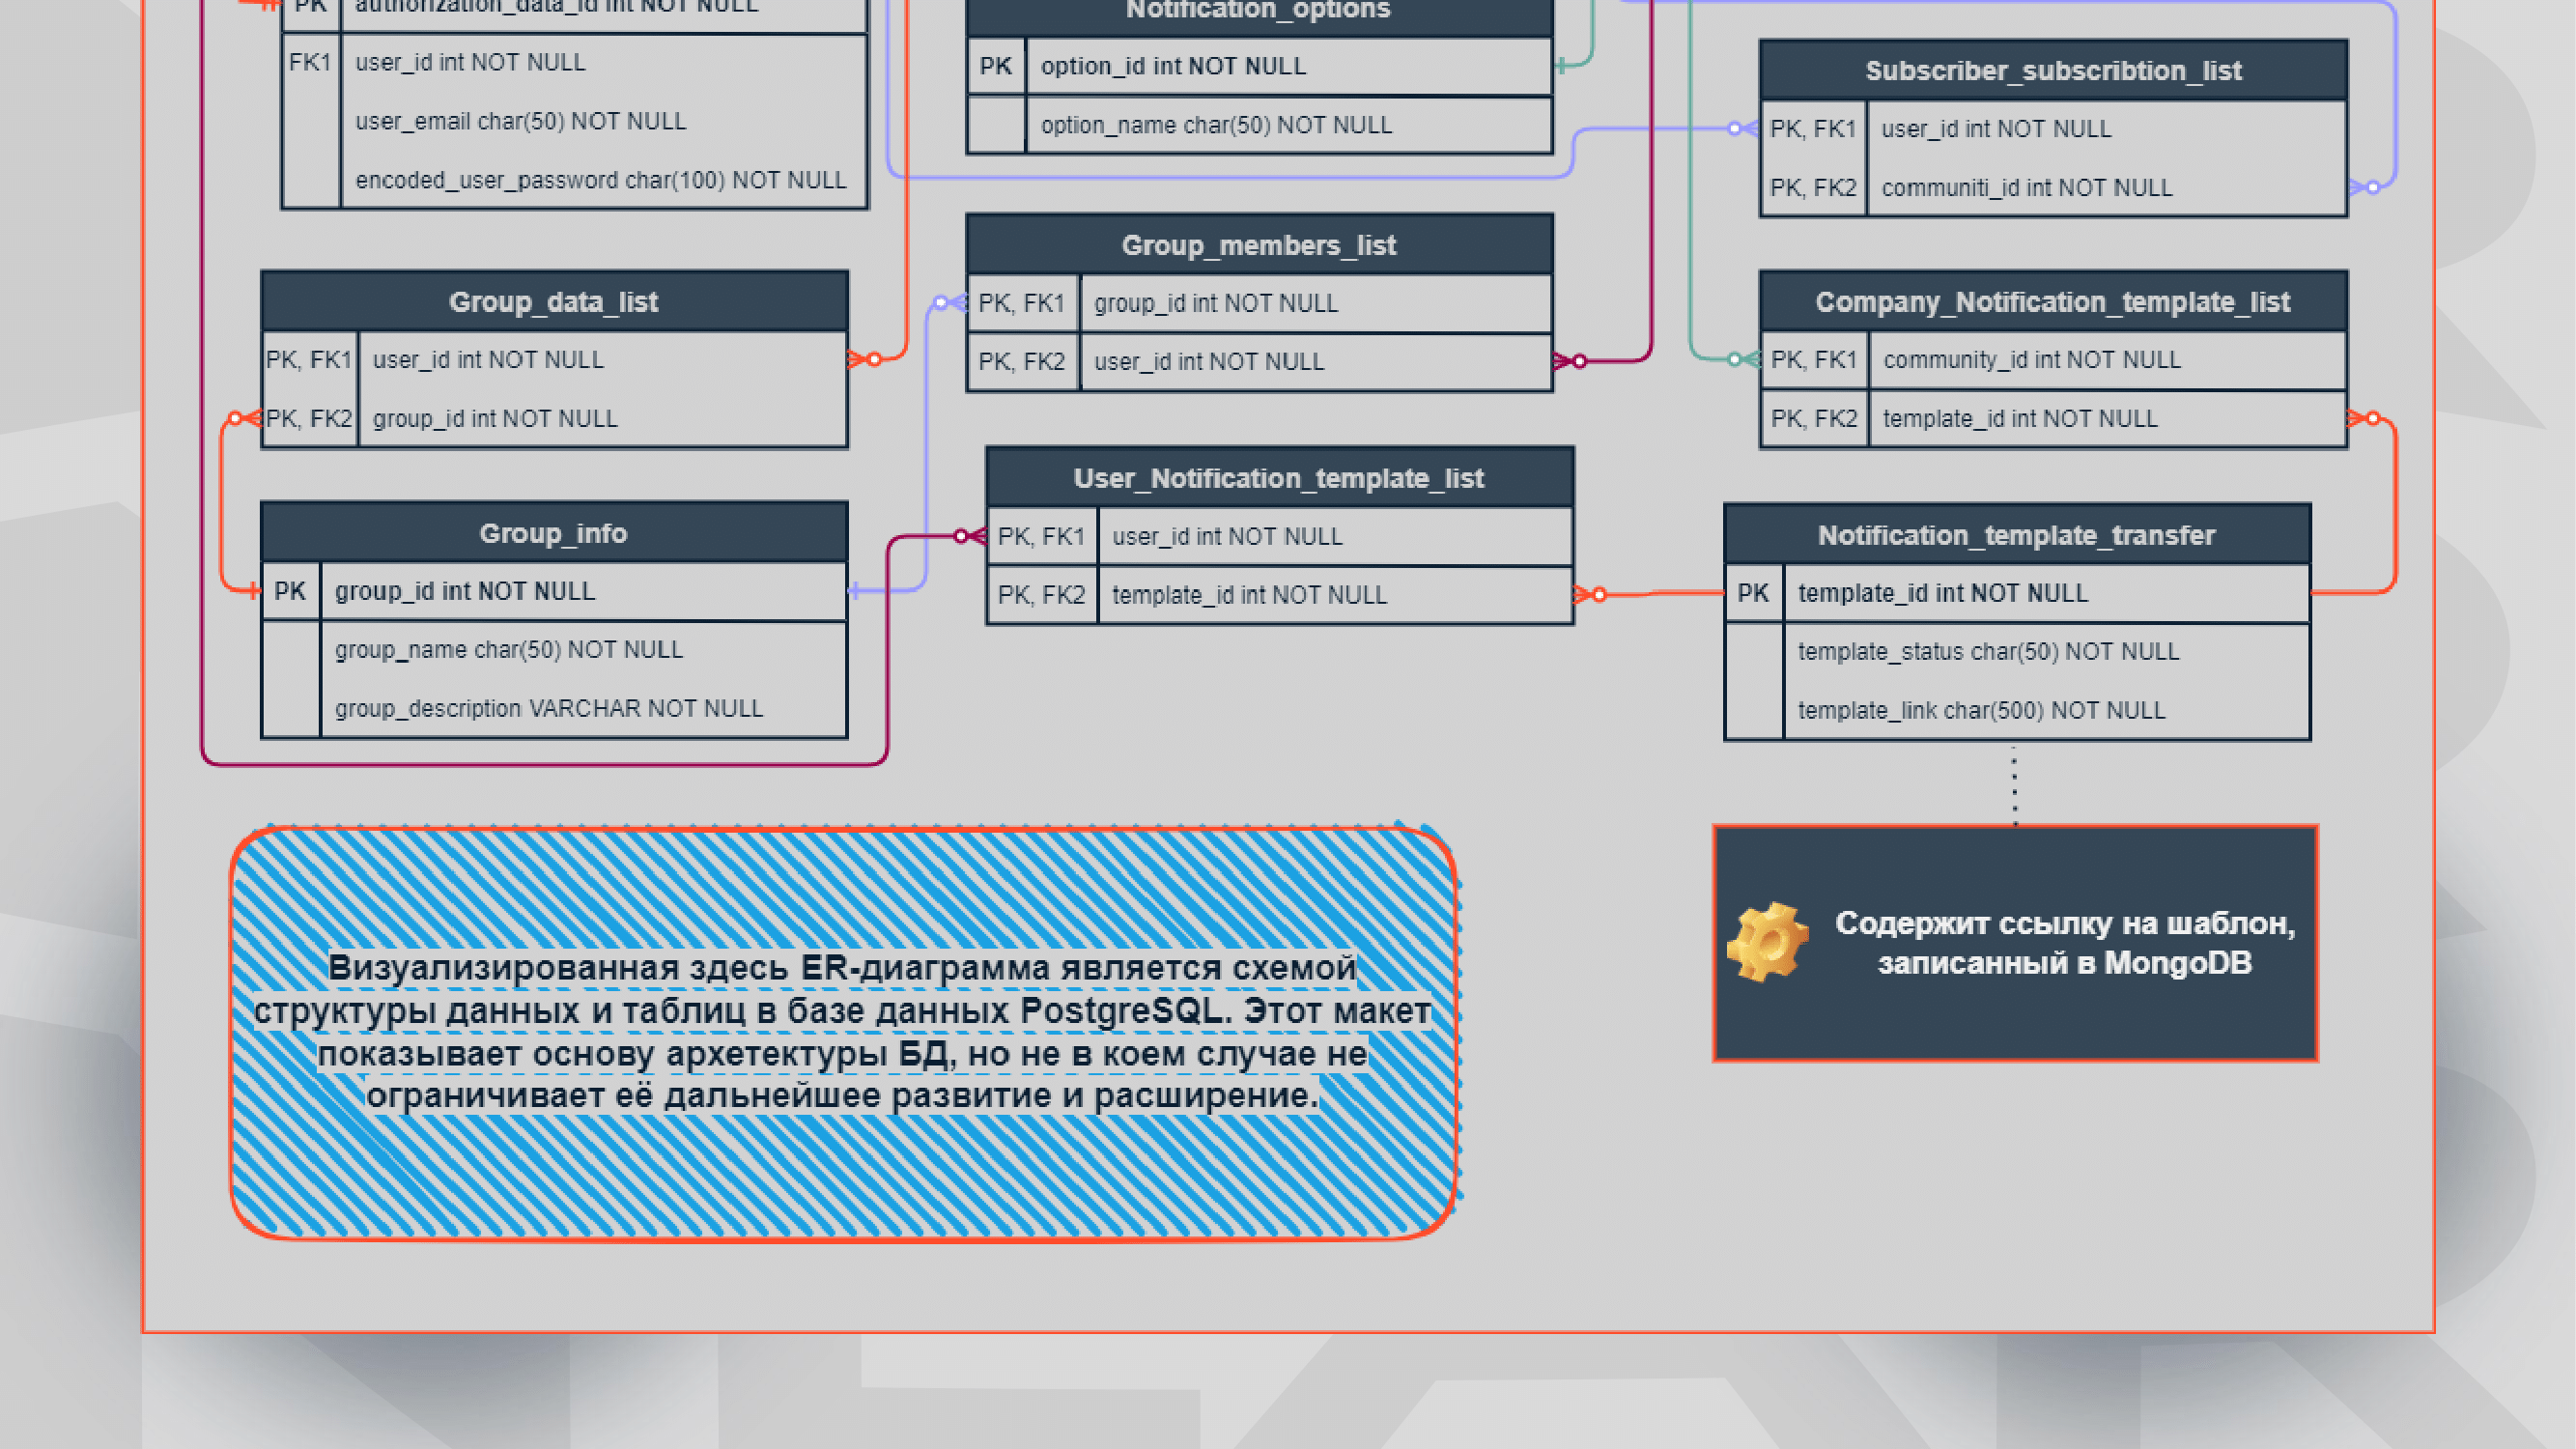 PK authorization_data_id int NOT NULL
FK1 user_id int NOT NULL
user_email char(50) NOT NULL
encoded_user_password char(100) NOT NULL
Notification_options
PK option_id int NOT NULL
option_name char(50) NOT NULL
Subscriber_subscribtion_list
PK, FK1 user_id int NOT NULL
PK, FK2 communiti_id int NOT NULL
Group_data_list
PK, FK1 user_id int NOT NULL
PK, FK2 group_id int NOT NULL
Group_members_list
PK, FK1 group_id int NOT NULL
PK, FK2 user_id int NOT NULL
Company_Notification_template_list
PK, FK1 community_id int NOT NULL
PK, FK2 template_id int NOT NULL
Group_info
PK group_id int NOT NULL
group_name char(50) NOT NULL
group_description VARCHAR NOT NULL
User_Notification_template_list
PK, FK1 user_id int NOT NULL
PK, FK2 template_id int NOT NULL
Notification_template_transfer
PK template_id int NOT NULL
template_status char(50) NOT NULL
template_link char(500) NOT NULL
Визуализированная здесь ER-диаграмма является схемой
структуры данных и таблиц в базе данных PostgreSQL. Этот макет
показывает основу архетектуры БД, но не в коем случае не
ограничивает её дальнейшее развитие и расширение.
Содержит ссылку на шаблон,
записанный в MongoDB